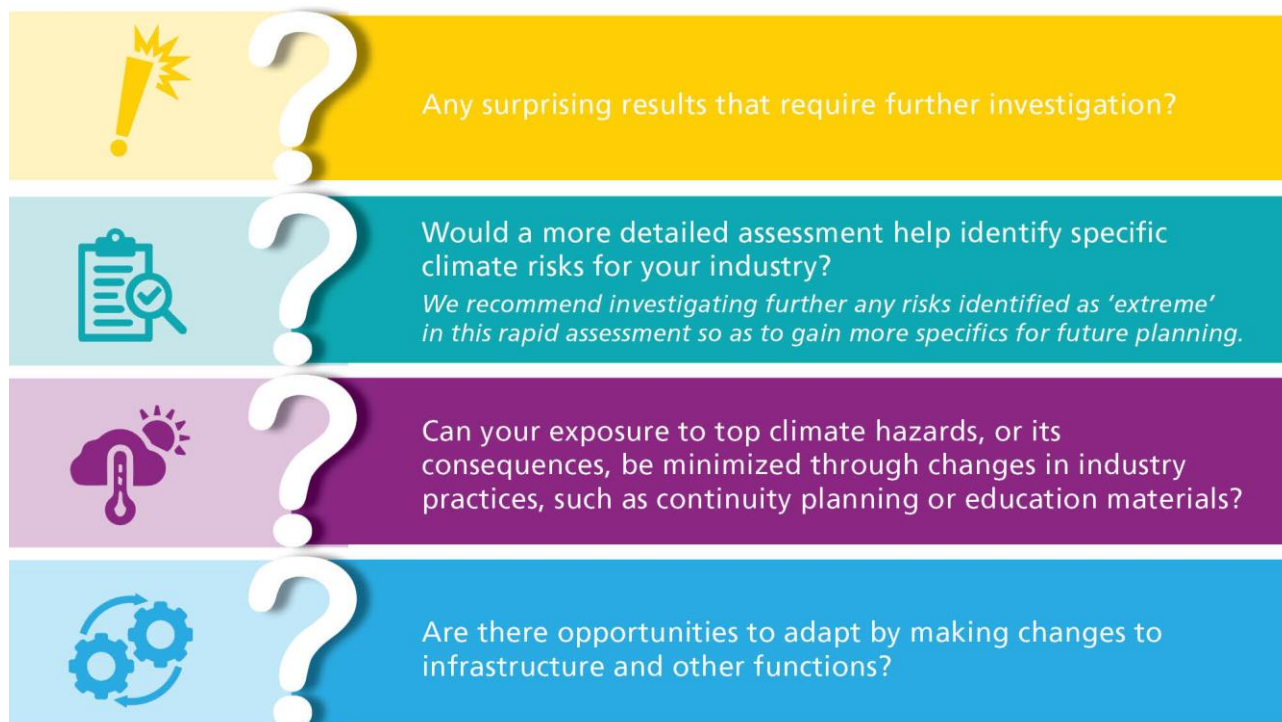 Any surprising results that require further investigation?
Would a more detailed assessment help identify specific
climate risks for your industry?
We recommend investigating further any risks identified as ‘extreme’
in this rapid assessment so as to gain more specifics for future planning.
Can your exposure to top climate hazards, or its
consequences, be minimized through changes in industry
practices, such as continuity planning or education materials?
Are there opportunities to adapt by making changes to
infrastructure and other functions?